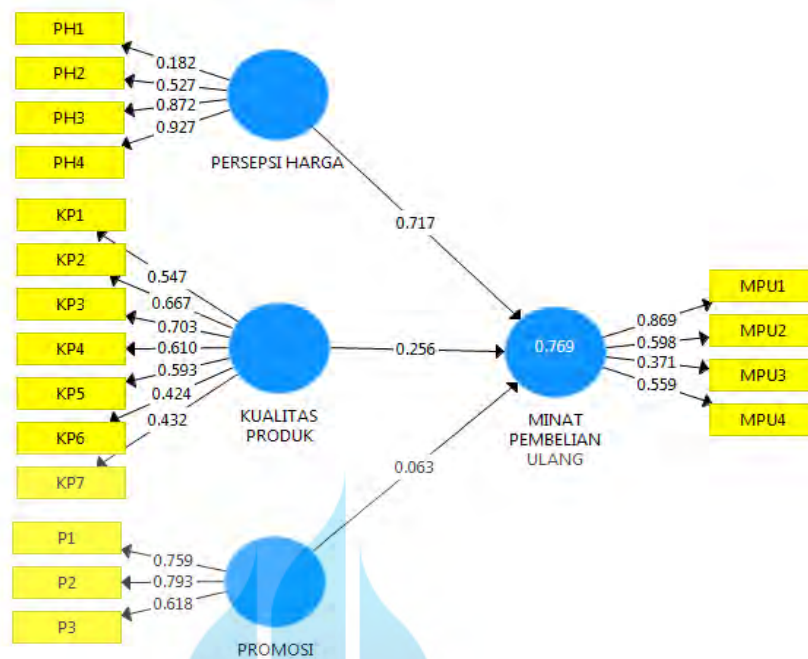 PH1
0.182
PH2
0.527
PH3
0.872
PH4
0.927
PERSEPSI HARGA
0.717
KP1
0.547
KP2
0.667
KP3
0.703
KP4
0.610
KP5
0.593
KP6
0.424
KP7
0.432
KUALITAS
PRODUK
0.256
0.769
MINAT
PEMBELIAN
ULANG
MPU1
0.869
MPU2
0.598
MPU3
0.371
MPU4
0.559
0.063
P1
0.759
P2
0.793
P3
0.618
PROMOSI